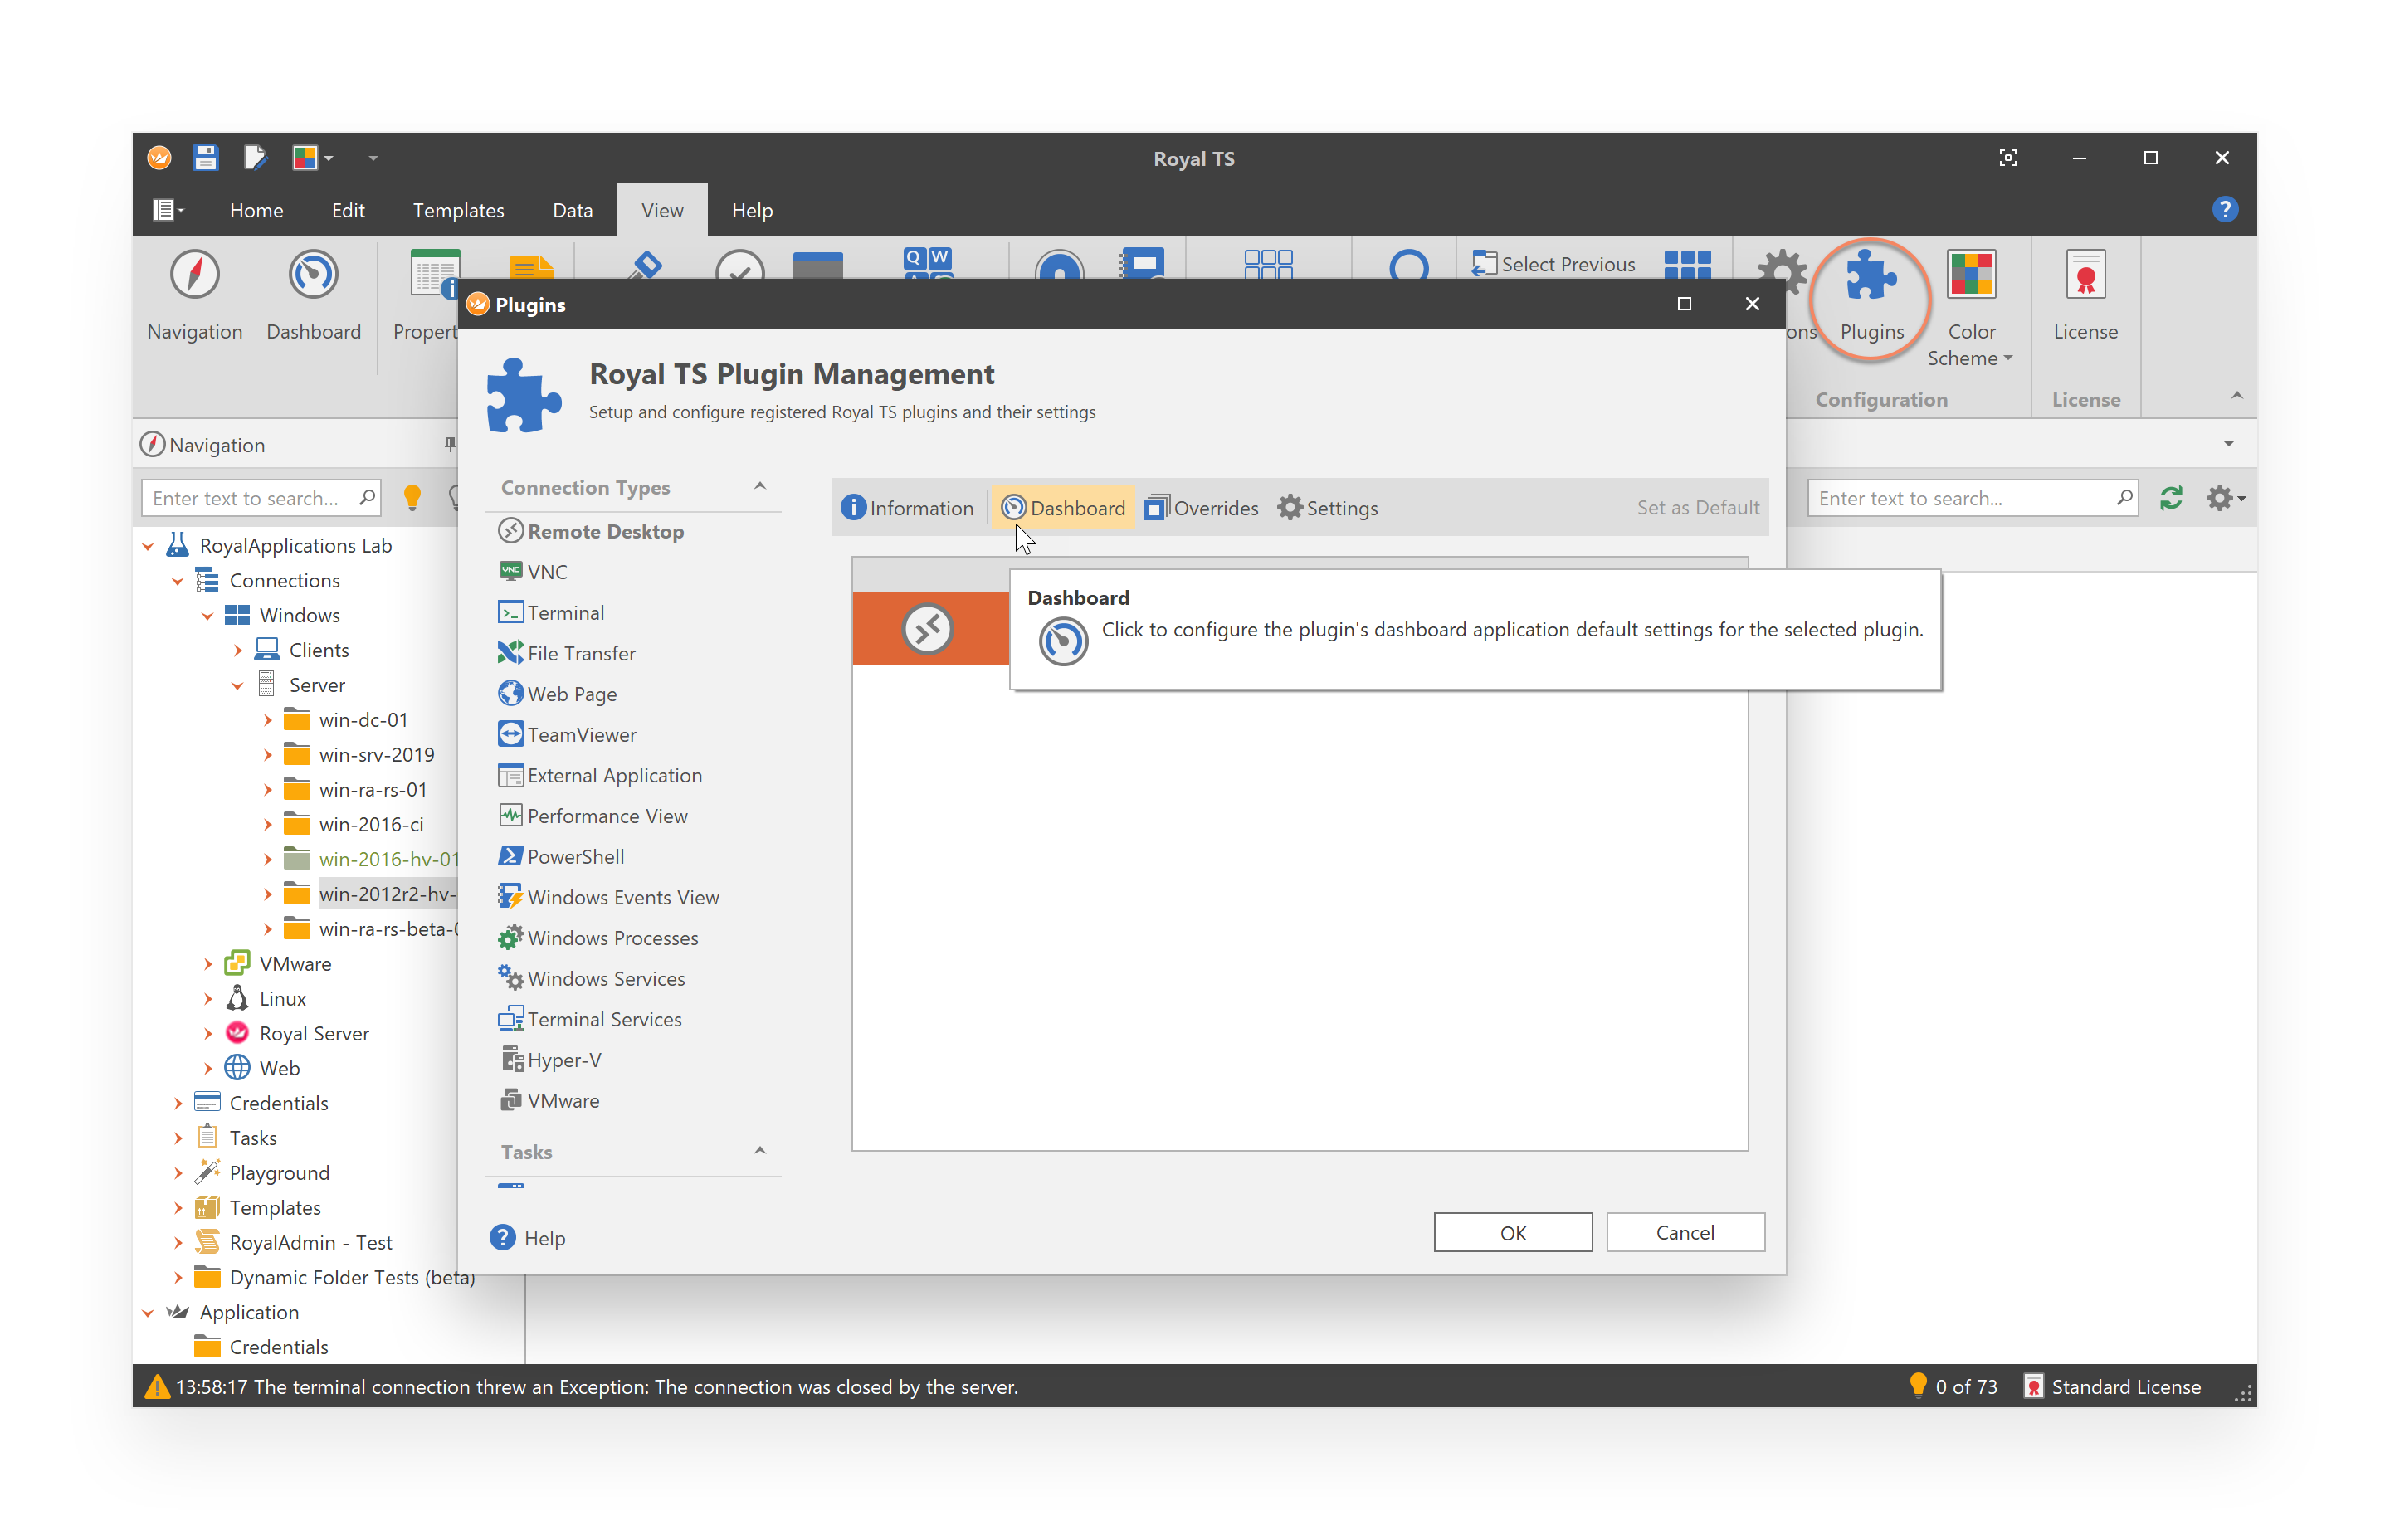 Royal TS
Home Edit Templates Data View Help
?
Q W
Select Previous
Navigation Dashboard
Plugins
Color
Scheme
License
Configuration License
Plugins
Royal TS Plugin Management
Setup and configure registered Royal TS plugins and their settings
Navigation
Enter text to search...
Enter text to search...
Connection Types
Information Dashboard Overrides Settings Set as Default
Remote Desktop
VNC VNC
Terminal
File Transfer
Web Page
TeamViewer
External Application
Performance View
PowerShell
Windows Events View
Windows Processes
Windows Services
Terminal Services
Hyper-V
VMware
Tasks
? Help
Dashboard
Click to configure the plugin's dashboard application default settings for the selected plugin.
OK Cancel
RoyalApplications Lab
Connections
Windows
Clients
Server
win-dc-01
win-srv-2019
win-ra-rs-01
win-2016-ci
win-2016-hv-01
win-2012r2-hv-
win-ra-rs-beta-
VMware
Linux
Royal Server
Web
Credentials
Tasks
Playground
Templates
RoyalAdmin - Test
Dynamic Folder Tests (beta)
Application
Credentials
13:58:17 The terminal connection threw an Exception: The connection was closed by the server.
0 of 73 Standard License